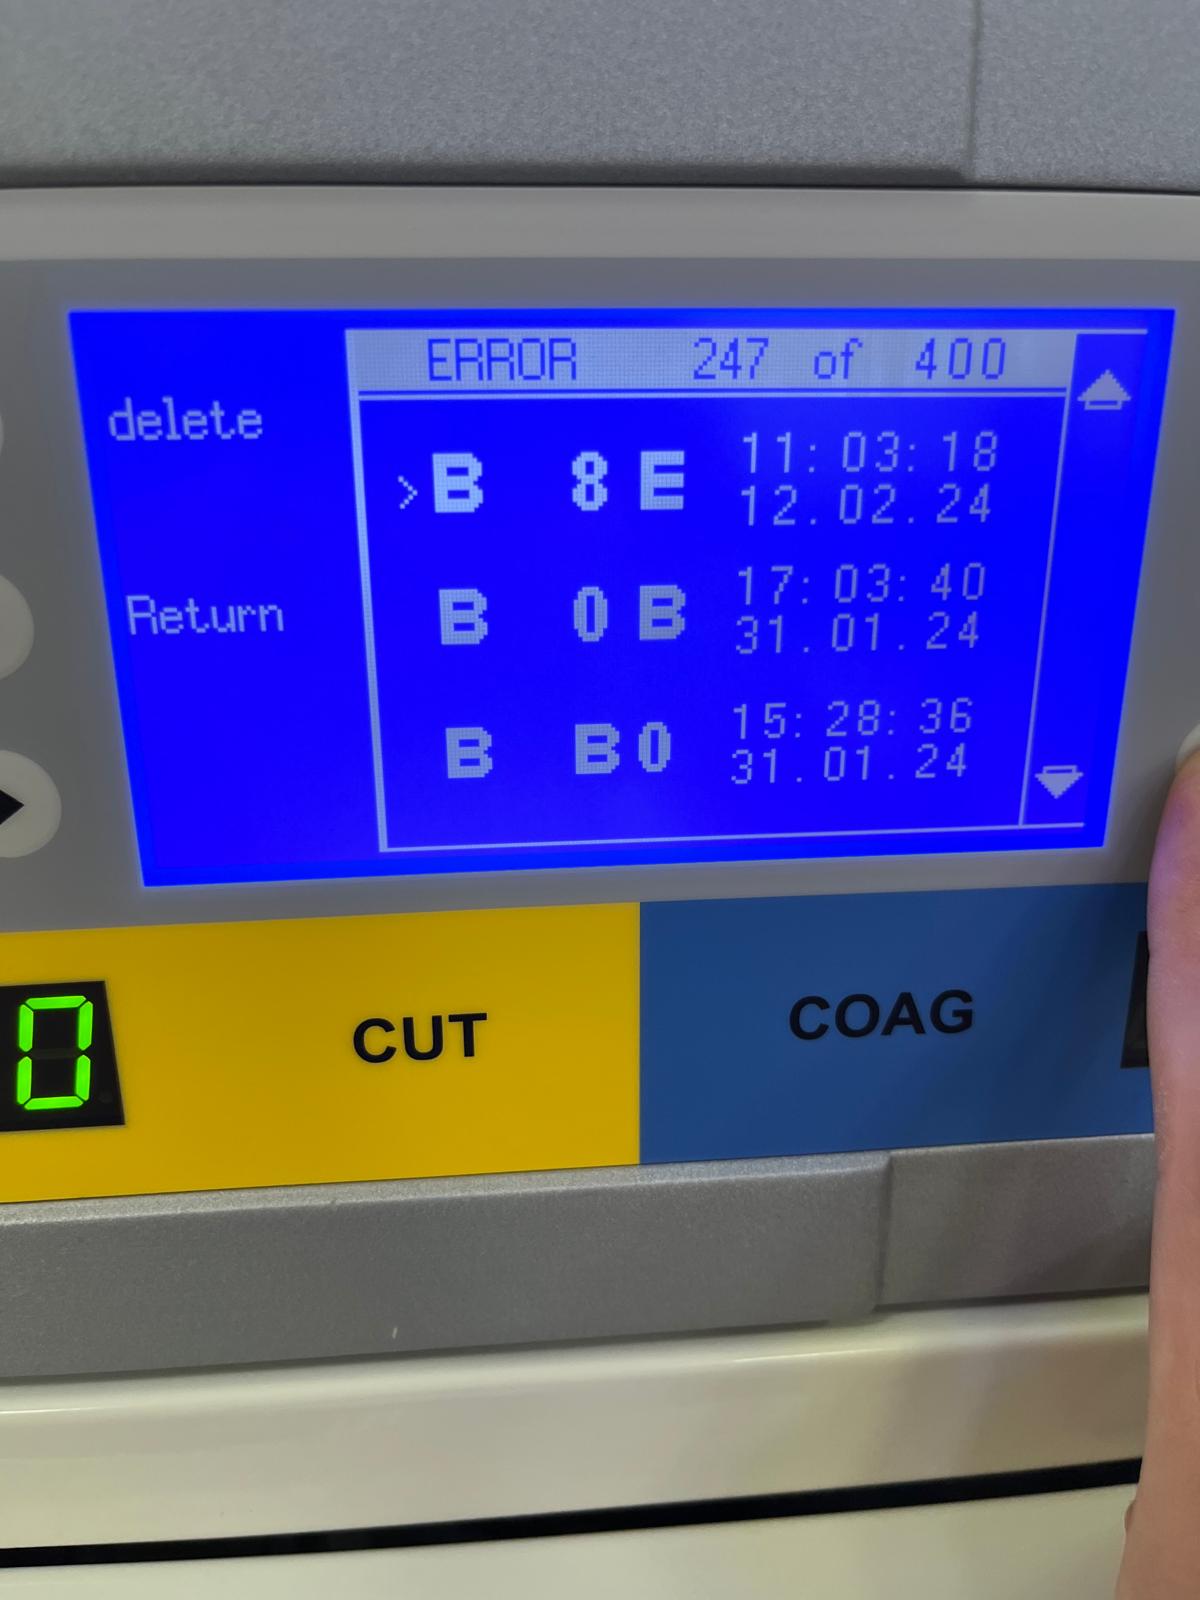 ERROR 247 of 400
delete
>B 8E 11:03:18
12.02.24
B 0B 17:03:40
Return
31.01.24
B B0 15:28:36
31.01.24
0
CUT
COAG